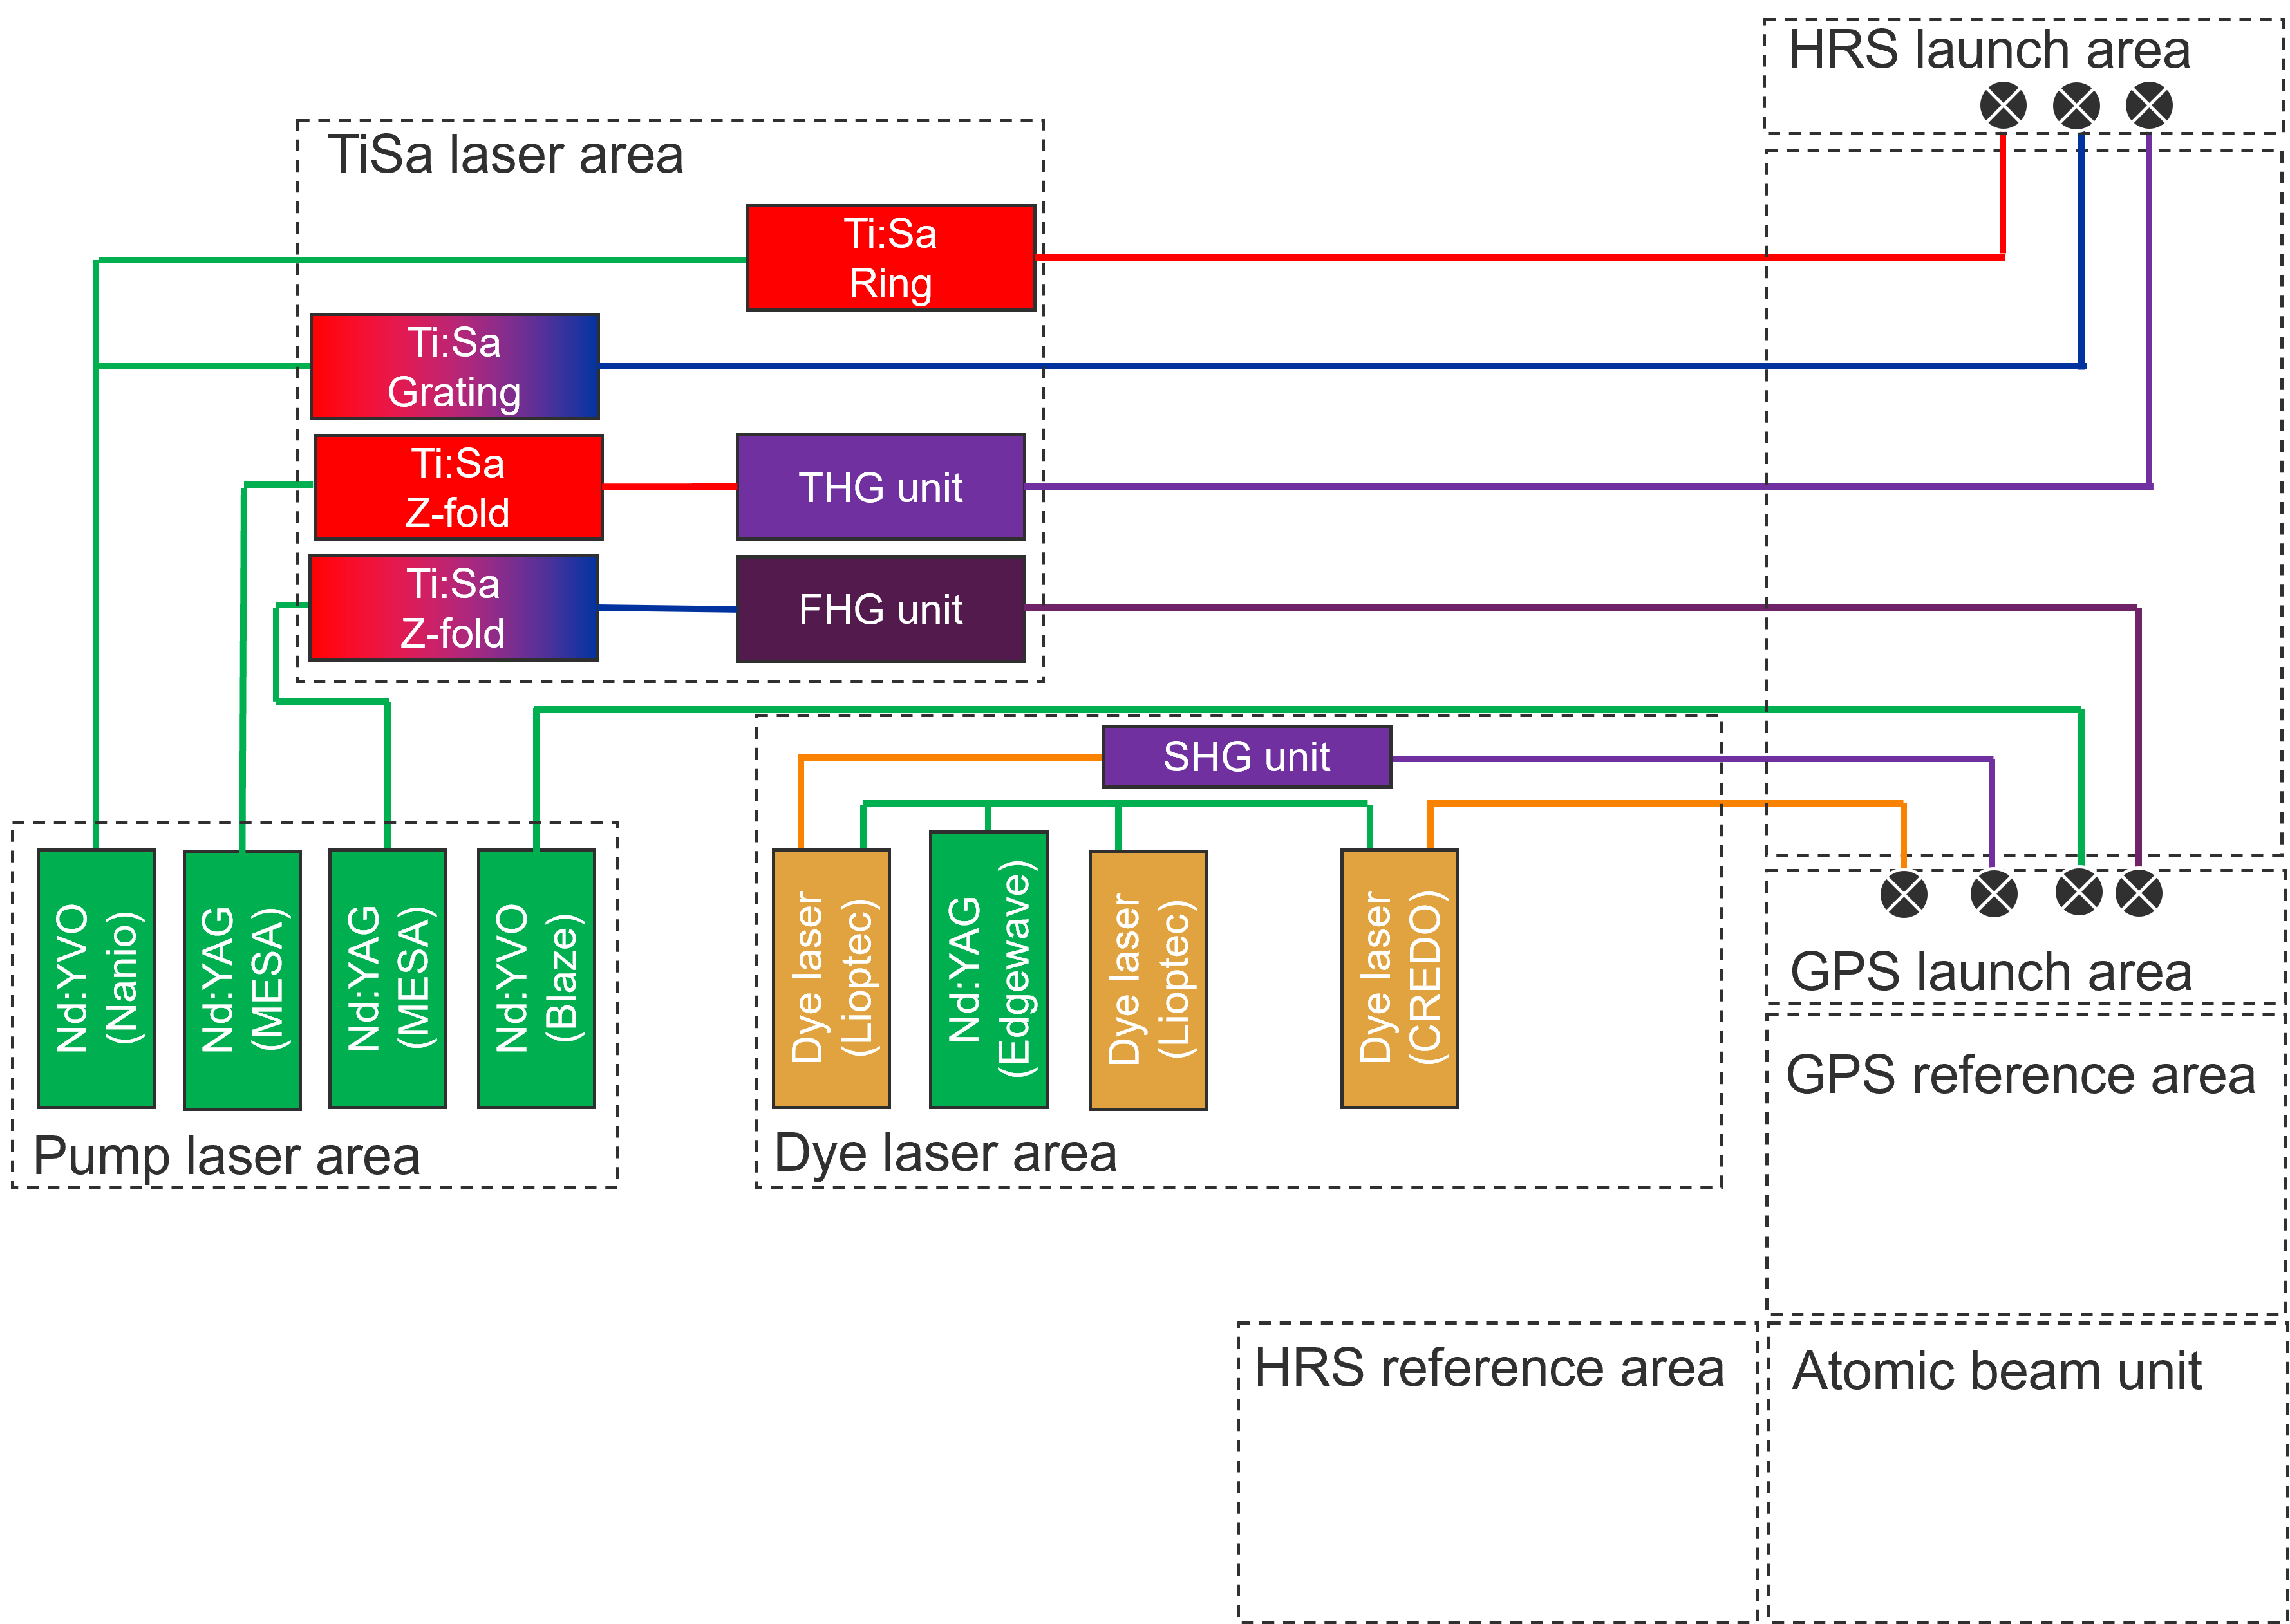 HRS launch area
TiSa laser area
Ti:Sa
Ring
Ti:Sa
Grating
Ti:Sa
Z-fold
THG unit
Ti:Sa
Z-fold
FHG unit
SHG unit
Nd:YVO
(Nanio)
Nd:YAG
(MESA)
Nd:YAG
(MESA)
Nd:YVO
(Blaze)
Pump laser area
Dye laser
(Lioptec)
Nd:YAG
(Edgewave)
Dye laser
(Lioptec)
Dye laser
(CREDO)
Dye laser area
GPS launch area
GPS reference area
HRS reference area
Atomic beam unit